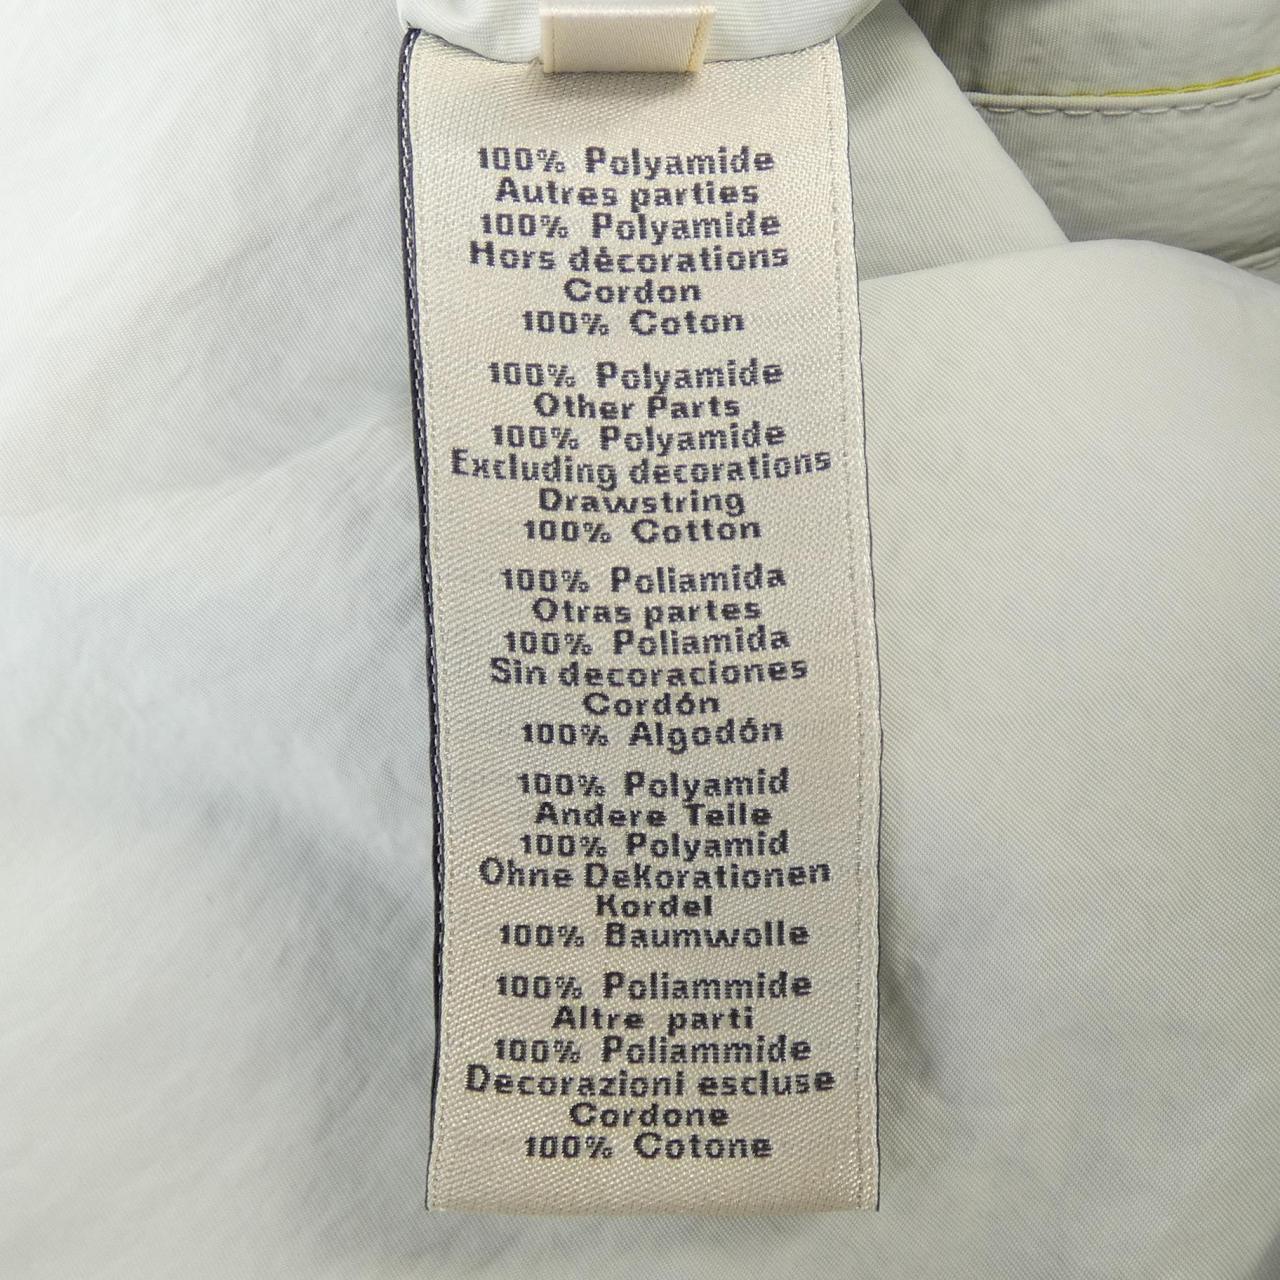 100% Polyamide
Autres parties
100% Polyamide
Hors décorations
Cordon
100% Coton
100% Polyamide
Other Parts
100% Polyamide
Excluding decorations
Drawstring
100% Cotton
100% Poliamida
Otras partes
100% Poliamida
Sin decoraciones
Cordón
100% Algodón
100% Polyamid
Andere Teile
100% Polyamid
Ohne Dekorationen
Kordel
100% Baumwolle
100% Poliammide
Altre parti
100% Poliammide
Decorazioni escluse
Cordone
100% Cotone